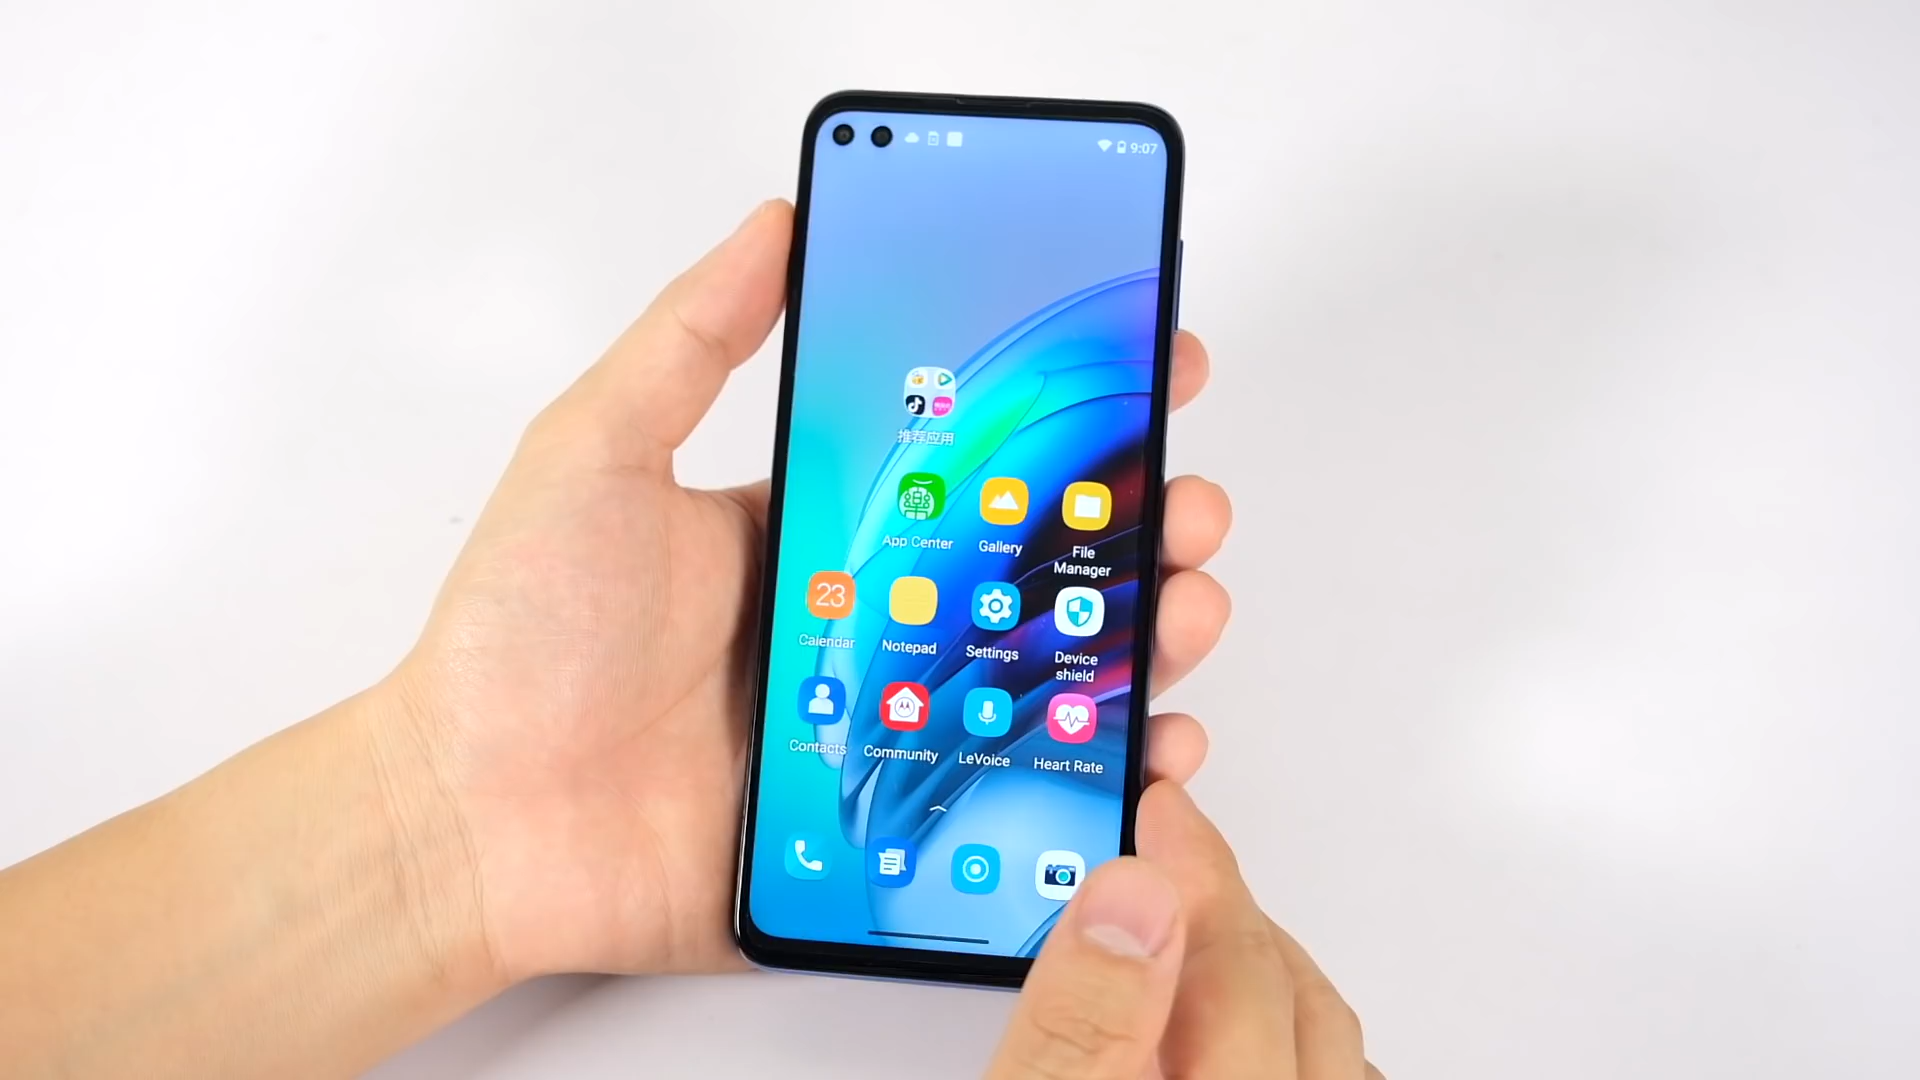 9:07
推荐应用
App Center
Gallery
File
Manager
23
Calendar
Notepad
Settings
Device
shield
Contacts
Community
LeVoice
Heart Rate